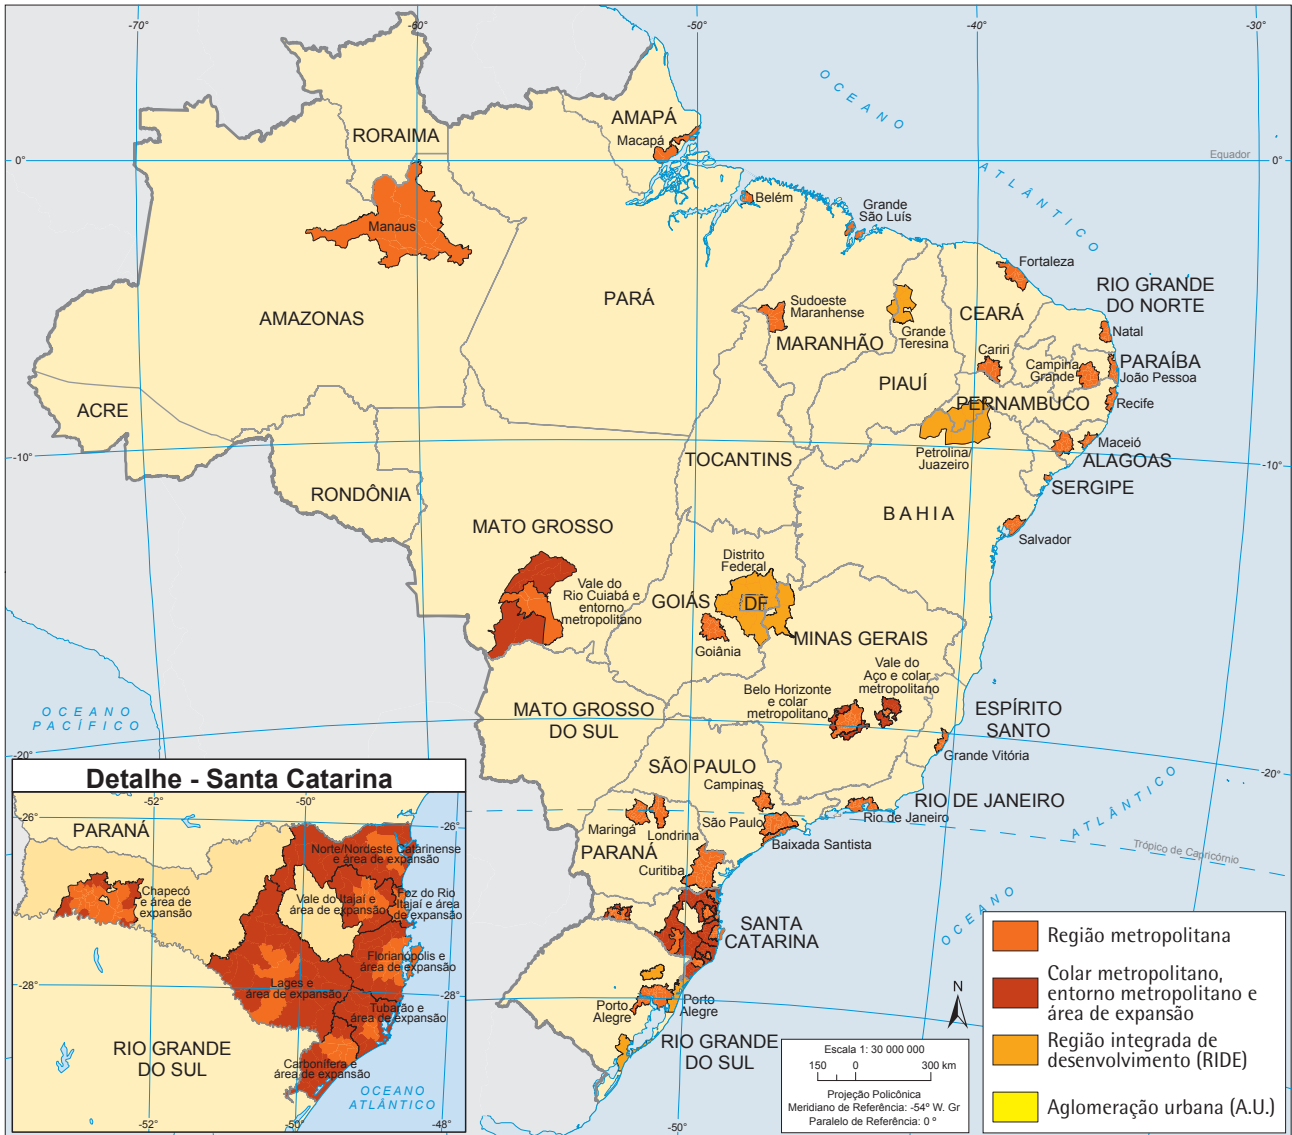 -70°
-60°
-50°
-40°
-30°
OCEANO
ATLÂNTICO
Equador
0°
0°
RORAIMA
AMAPÁ
Macapá
Belém
Grande
São Luís
Manaus
Fortaleza
AMAZONAS
PARÁ
Sudoeste
Maranhense
MARANHÃO
Grande
Teresina
CEARÁ
RIO GRANDE
DO NORTE
Natal
Cariri
Campina
Grande
PARAÍBA
João Pessoa
PIAUÍ
PERNAMBUCO
Recife
ACRE
Petrolina/
Juazeiro
Maceió
ALAGOAS
SERGIPE
-10°
-10°
TOCANTINS
RONDÔNIA
BAHIA
Salvador
MATO GROSSO
Vale do
Rio Cuiabá e
entorno
metropolitano
Distrito
Federal
DF
GOIÁS
Goiânia
MINAS GERAIS
Vale do
Aço e colar
metropolitano
Belo Horizonte
e colar
metropolitano
OCEANO
PACÍFICO
MATO GROSSO
DO SUL
ESPÍRITO
SANTO
Grande Vitória
-20°
-20°
SÃO PAULO
Campinas
RIO DE JANEIRO
Rio de Janeiro
São Paulo
Baixada Santista
Maringá
Londrina
PARANÁ
Curitiba
ATLÂNTICO
Trópico de Capricórnio
OCEANO
SANTA
CATARINA
Porto
Alegre
Porto
Alegre
RIO GRANDE
DO SUL
-50°
Detalhe - Santa Catarina
-52°
-50°
-26°
-26°
PARANÁ
Norte/Nordeste Catarinense
e área de expansão
Chapecó
e área de
expansão
Vale do Itajaí e
área de expansão
Foz do Rio
Itajaí e área
de expansão
Florianópolis e
área de expansão
Lages e
área de expansão
-28°
-28°
Tubarão e
área de expansão
Carbonífera e
área de expansão
RIO GRANDE
DO SUL
OCEANO
ATLÂNTICO
-52°
-50°
-48°
N
Escala 1: 30 000 000
150 0 300 km
Projeção Policônica
Meridiano de Referência: -54° W. Gr
Paralelo de Referência: 0 °
Região metropolitana
Colar metropolitano,
entorno metropolitano e
área de expansão
Região integrada de
desenvolvimento (RIDE)
Aglomeração urbana (A.U.)